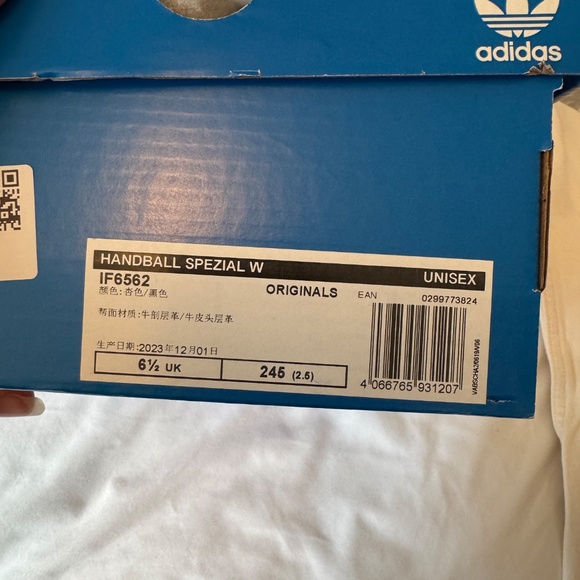 adidas
HANDBALL SPEZIAL W UNISEX
IF6562
颜色:杏色/黑色
ORIGINALS EAN 0299773824
帮面材质:牛剖层革/牛皮头层革
生产日期:2023年12月01日
6½ UK 245 (2.5)
4 066765 931207